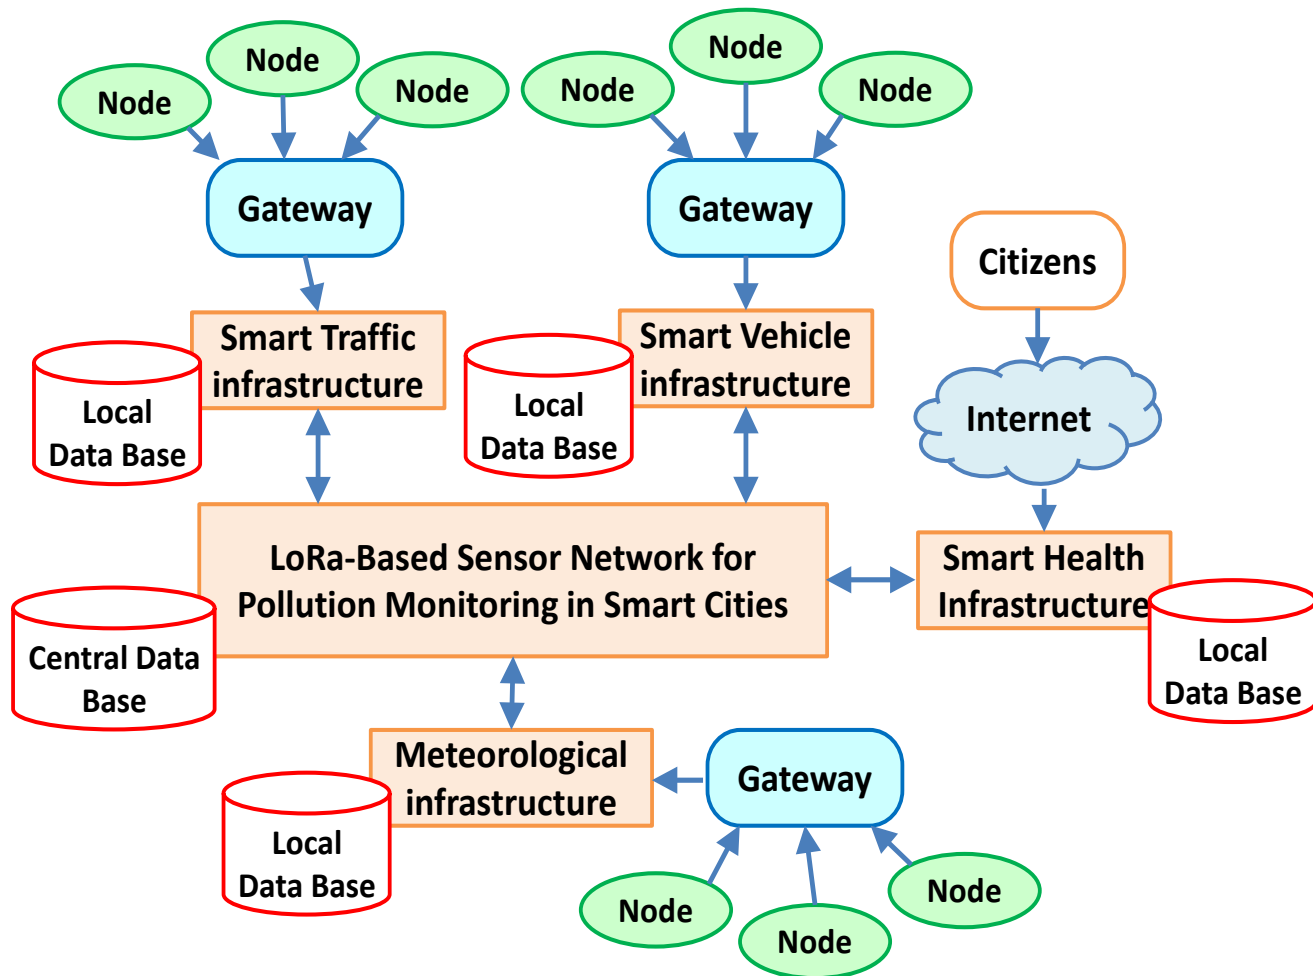 Node
Node
Node
Node
Node
Node
Gateway
Gateway
Citizens
Smart Traffic
infrastructure
Smart Vehicle
infrastructure
Local
Data Base
Local
Data Base
Internet
LoRa-Based Sensor Network for
Pollution Monitoring in Smart Cities
Smart Health
Infrastructure
Central Data
Base
Local
Data Base
Meteorological
infrastructure
Gateway
Local
Data Base
Node
Node
Node